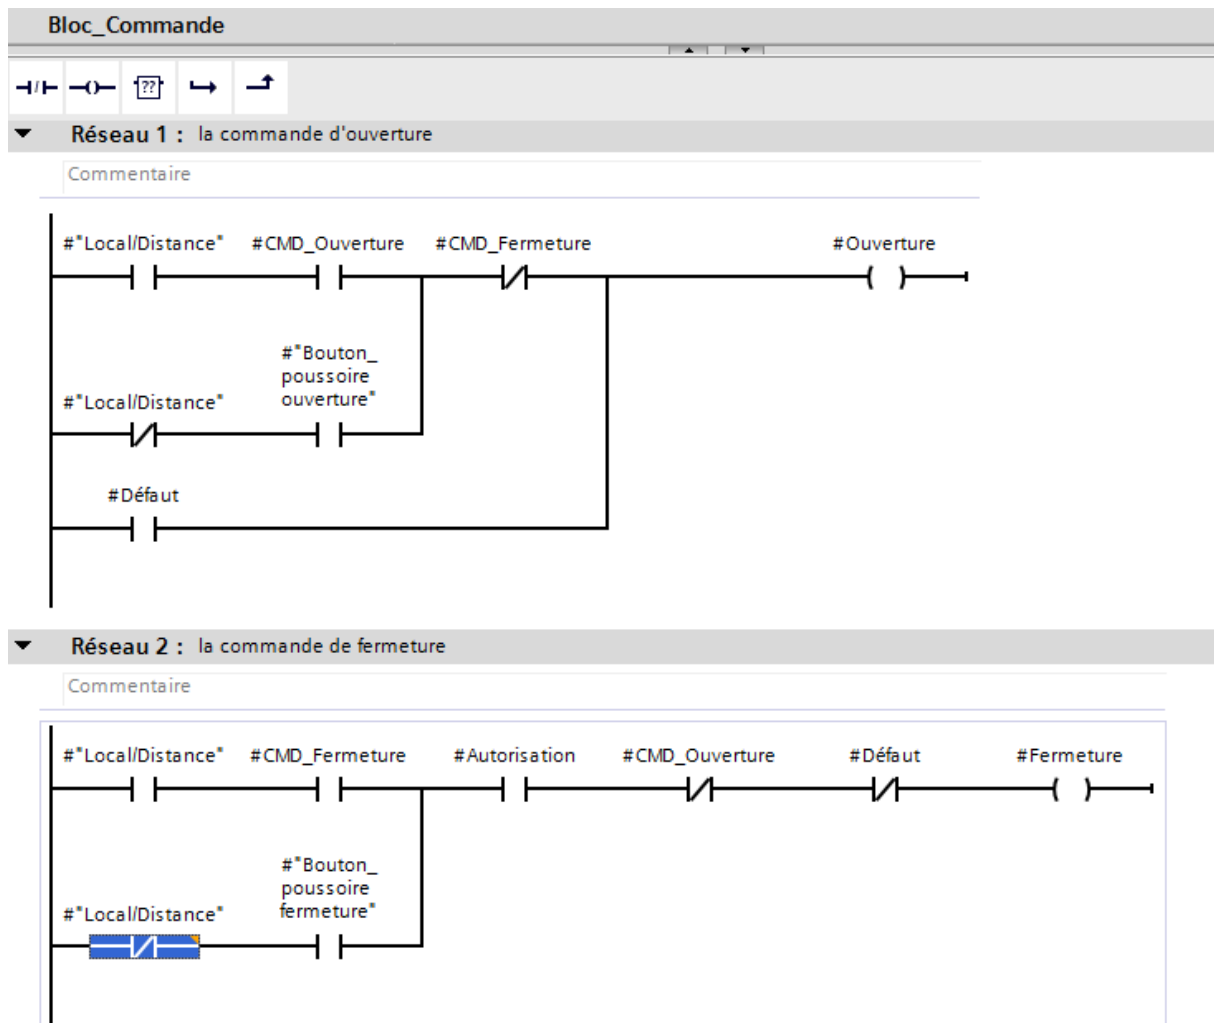 Bloc_Commande
??
Réseau 1 : la commande d'ouverture
Commentaire
#"Local/Distance" #CMD_Ouverture #CMD_Fermeture #Ouverture
#"Bouton_
poussoire
ouverture"
#"Local/Distance"
#Défaut
Réseau 2 : la commande de fermeture
Commentaire
#"Local/Distance" #CMD_Fermeture #Autorisation #CMD_Ouverture #Défaut #Fermeture
#"Bouton_
poussoire
fermeture"
#"Local/Distance"